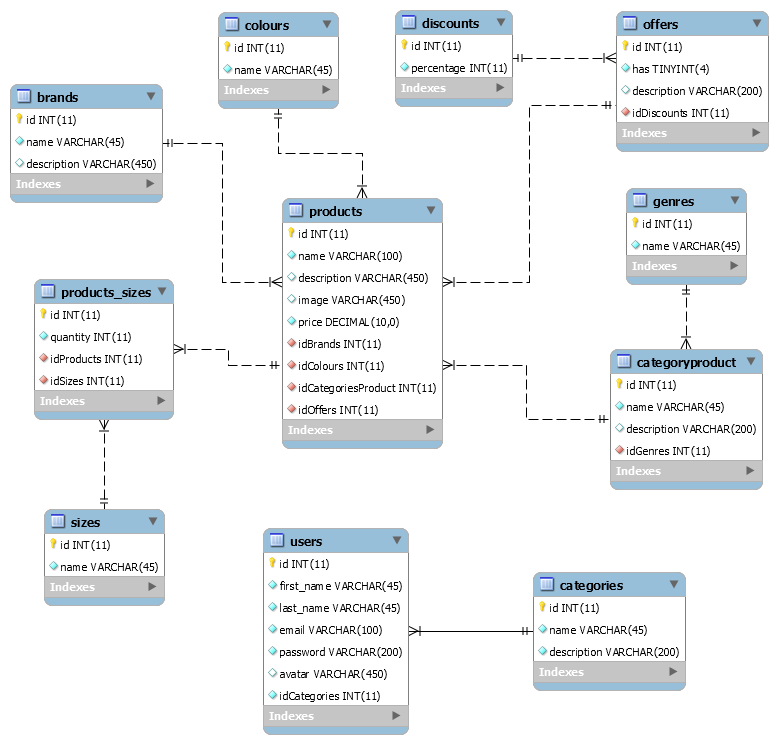 colours
id INT(11)
name VARCHAR(45)
Indexes
discounts
id INT(11)
percentage INT(11)
Indexes
offers
id INT(11)
has TINYINT(4)
description VARCHAR(200)
idDiscounts INT(11)
Indexes
brands
id INT(11)
name VARCHAR(45)
description VARCHAR(450)
Indexes
products
id INT(11)
name VARCHAR(100)
description VARCHAR(450)
image VARCHAR(450)
price DECIMAL(10,0)
idBrands INT(11)
idColours INT(11)
idCategoriesProduct INT(11)
idOffers INT(11)
Indexes
genres
id INT(11)
name VARCHAR(45)
Indexes
products_sizes
id INT(11)
quantity INT(11)
idProducts INT(11)
idSizes INT(11)
Indexes
categoryproduct
id INT(11)
name VARCHAR(45)
description VARCHAR(200)
idGenres INT(11)
Indexes
sizes
id INT(11)
name VARCHAR(45)
Indexes
users
id INT(11)
first_name VARCHAR(45)
last_name VARCHAR(45)
email VARCHAR(100)
password VARCHAR(200)
avatar VARCHAR(450)
idCategories INT(11)
Indexes
categories
id INT(11)
name VARCHAR(45)
description VARCHAR(200)
Indexes